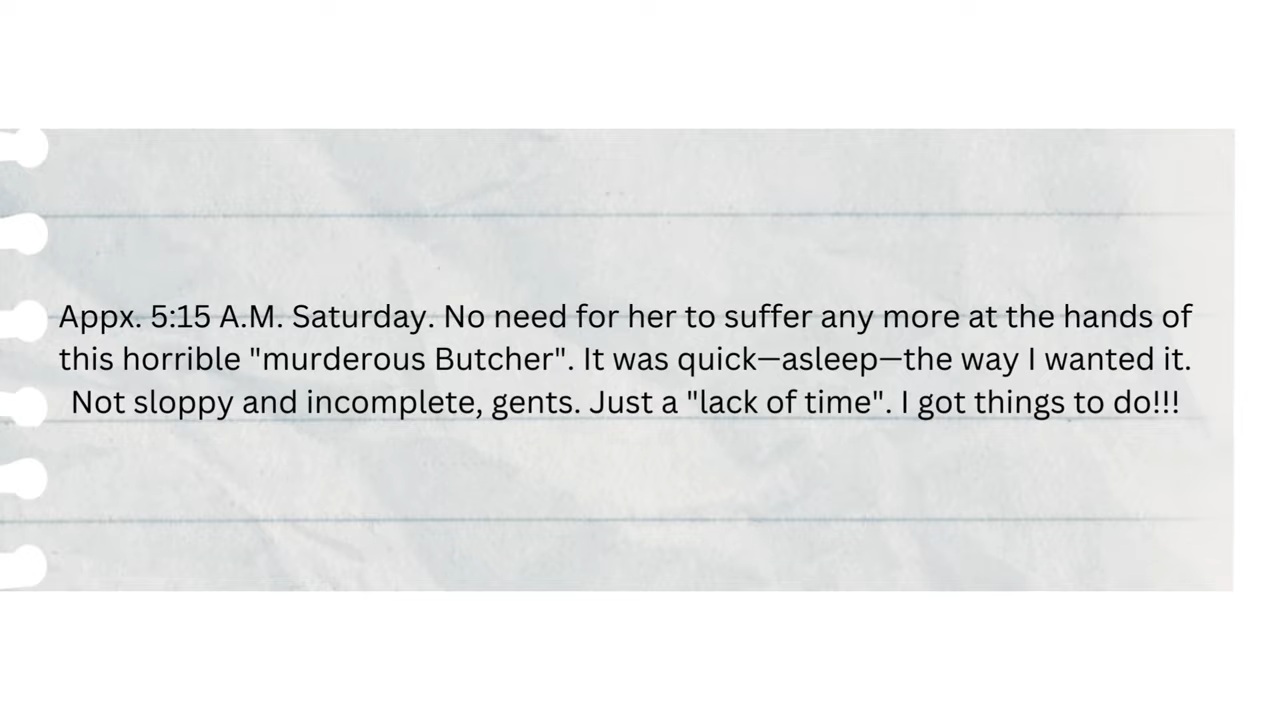 Appx. 5:15 A.M. Saturday. No need for her to suffer any more at the hands of
this horrible "murderous Butcher". It was quick—asleep—the way I wanted it.
Not sloppy and incomplete, gents. Just a "lack of time". I got things to do!!!